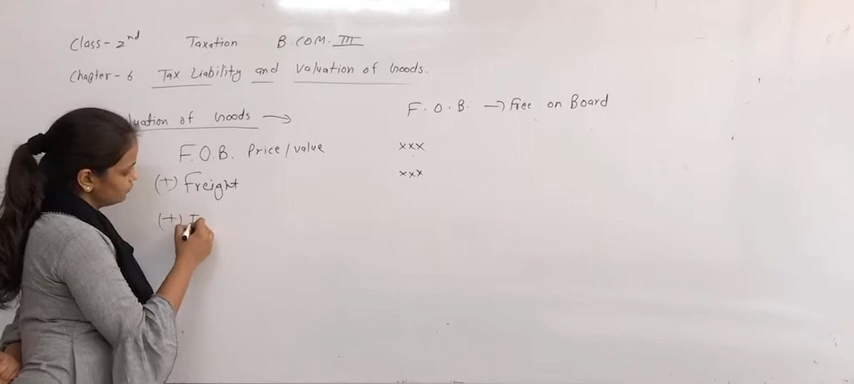 Class-2nd Taxation B.COM. III
Chapter-6 Tax Liability and Valuation of Goods.
uation of Goods →
F.O.B. → Free on Board
F.O.B. Price/value xxx
(+) Freight xxx
(+) I